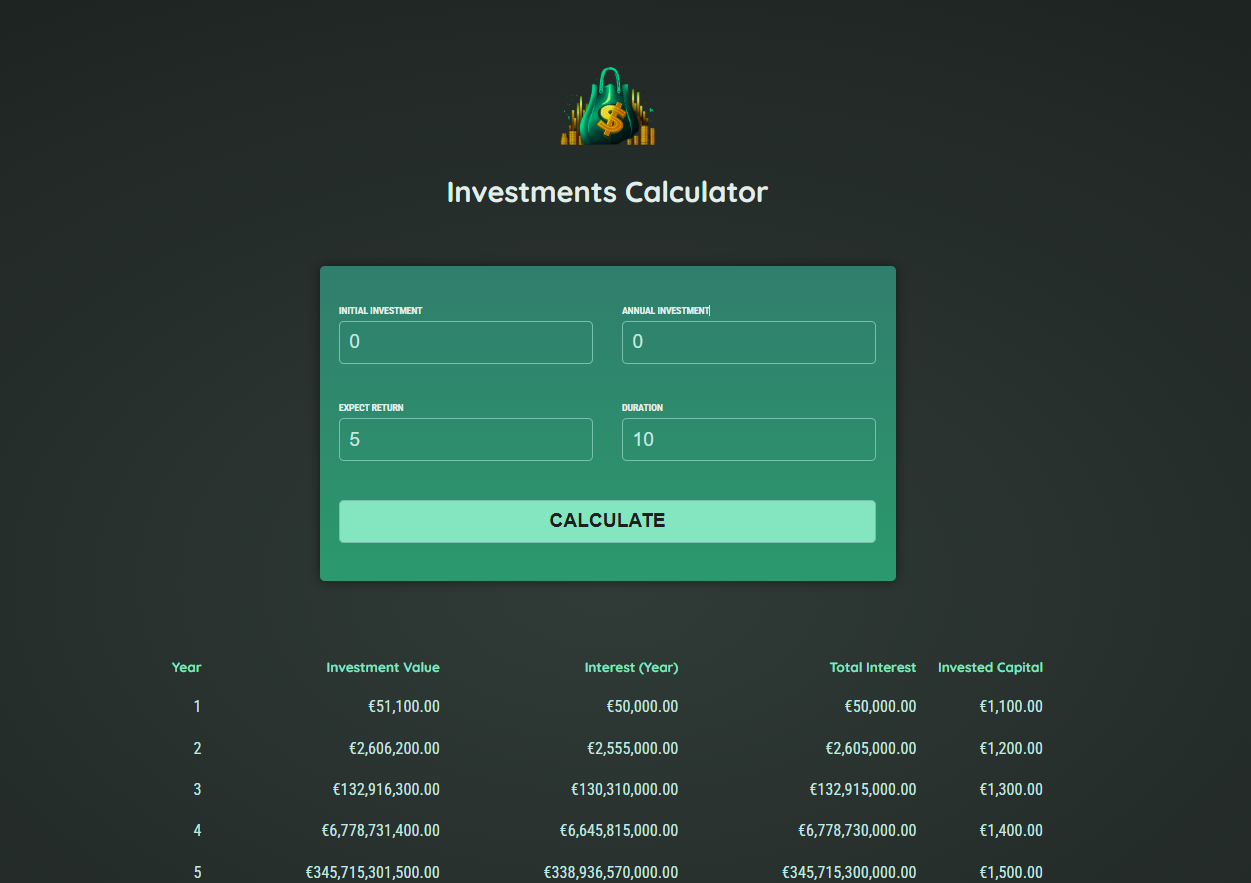 $
Investments Calculator
INITIAL INVESTMENT ANNUAL INVESTMENT
0 0
EXPECT RETURN DURATION
5 10
CALCULATE
Year Investment Value Interest (Year) Total Interest Invested Capital
1 €51,100.00 €50,000.00 €50,000.00 €1,100.00
2 €2,606,200.00 €2,555,000.00 €2,605,000.00 €1,200.00
3 €132,916,300.00 €130,310,000.00 €132,915,000.00 €1,300.00
4 €6,778,731,400.00 €6,645,815,000.00 €6,778,730,000.00 €1,400.00
5 €345,715,301,500.00 €338,936,570,000.00 €345,715,300,000.00 €1,500.00